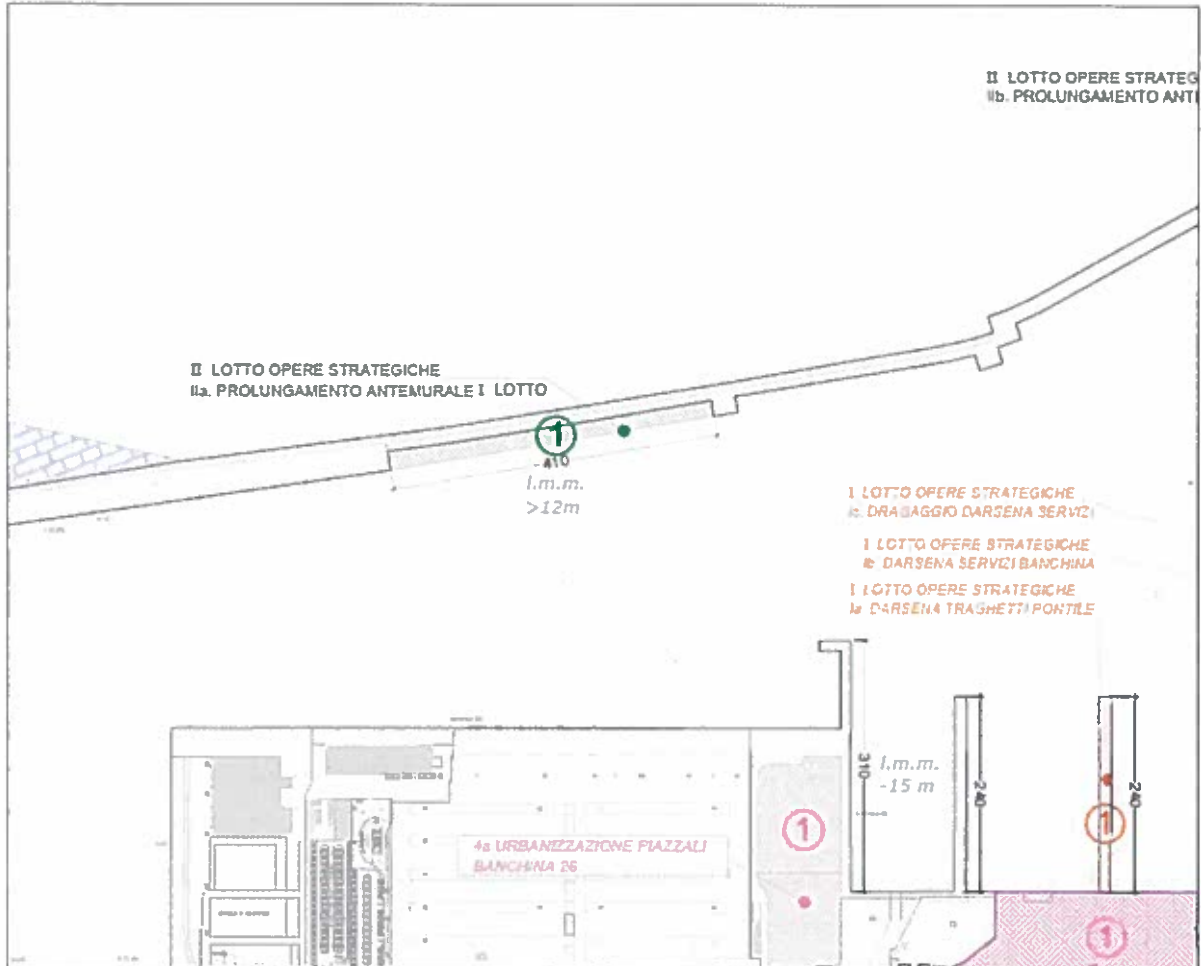 II LOTTO OPERE STRATEG
IIb. PROLUNGAMENTO ANTI
II LOTTO OPERE STRATEGICHE
IIa. PROLUNGAMENTO ANTEMURALE I LOTTO
1
410
l.m.m.
>12m
I LOTTO OPERE STRATEGICHE
Ic DRAGAGGIO DARSENA SERVIZI
I LOTTO OPERE STRATEGICHE
Ib DARSENA SERVIZI BANCHINA
I LOTTO OPERE STRATEGICHE
Ia DARSENA TRAGHETTI PONTILE
310
l.m.m.
-15 m
240
240
1
1
4a URBANIZZAZIONE PIAZZALI
BANCHINA 26
1